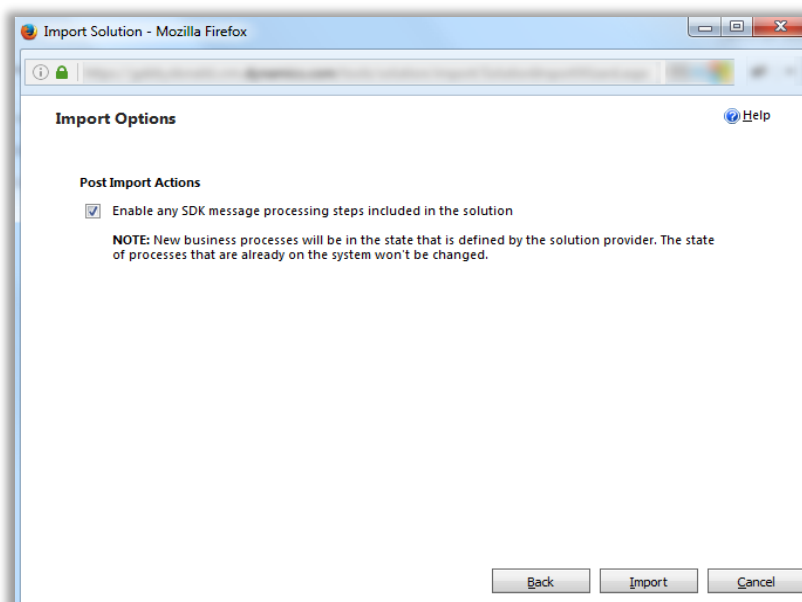 Import Solution - Mozilla Firefox
dynamics.com
Import Options
Help
Post Import Actions
Enable any SDK message processing steps included in the solution
NOTE: New business processes will be in the state that is defined by the solution provider. The state
of processes that are already on the system won't be changed.
Back Import Cancel